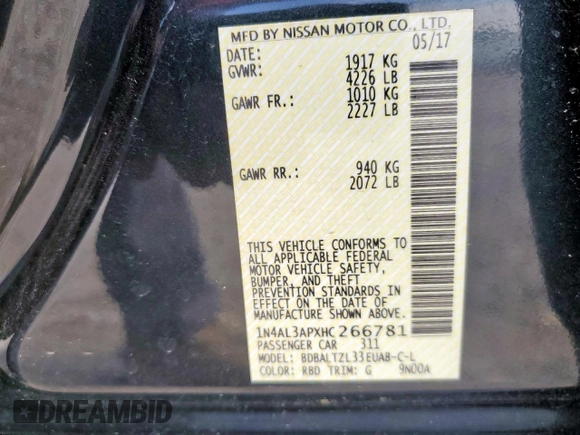 MFD BY NISSAN MOTOR CO., LTD.
DATE: 05/17
GVWR: 1917 KG
4226 LB
GAWR FR.: 1010 KG
2227 LB
GAWR RR.: 940 KG
2072 LB
THIS VEHICLE CONFORMS TO
ALL APPLICABLE FEDERAL
MOTOR VEHICLE SAFETY,
BUMPER, AND THEFT
PREVENTION STANDARDS IN
EFFECT ON THE DATE OF
MANUFACTURE SHOWN ABOVE.
1N4AL3APXHC266781
PASSENGER CAR 311
MODEL: BDBALTZL33EUAB-C-L
COLOR: RBD TRIM: G 9N00A
DREAMBID